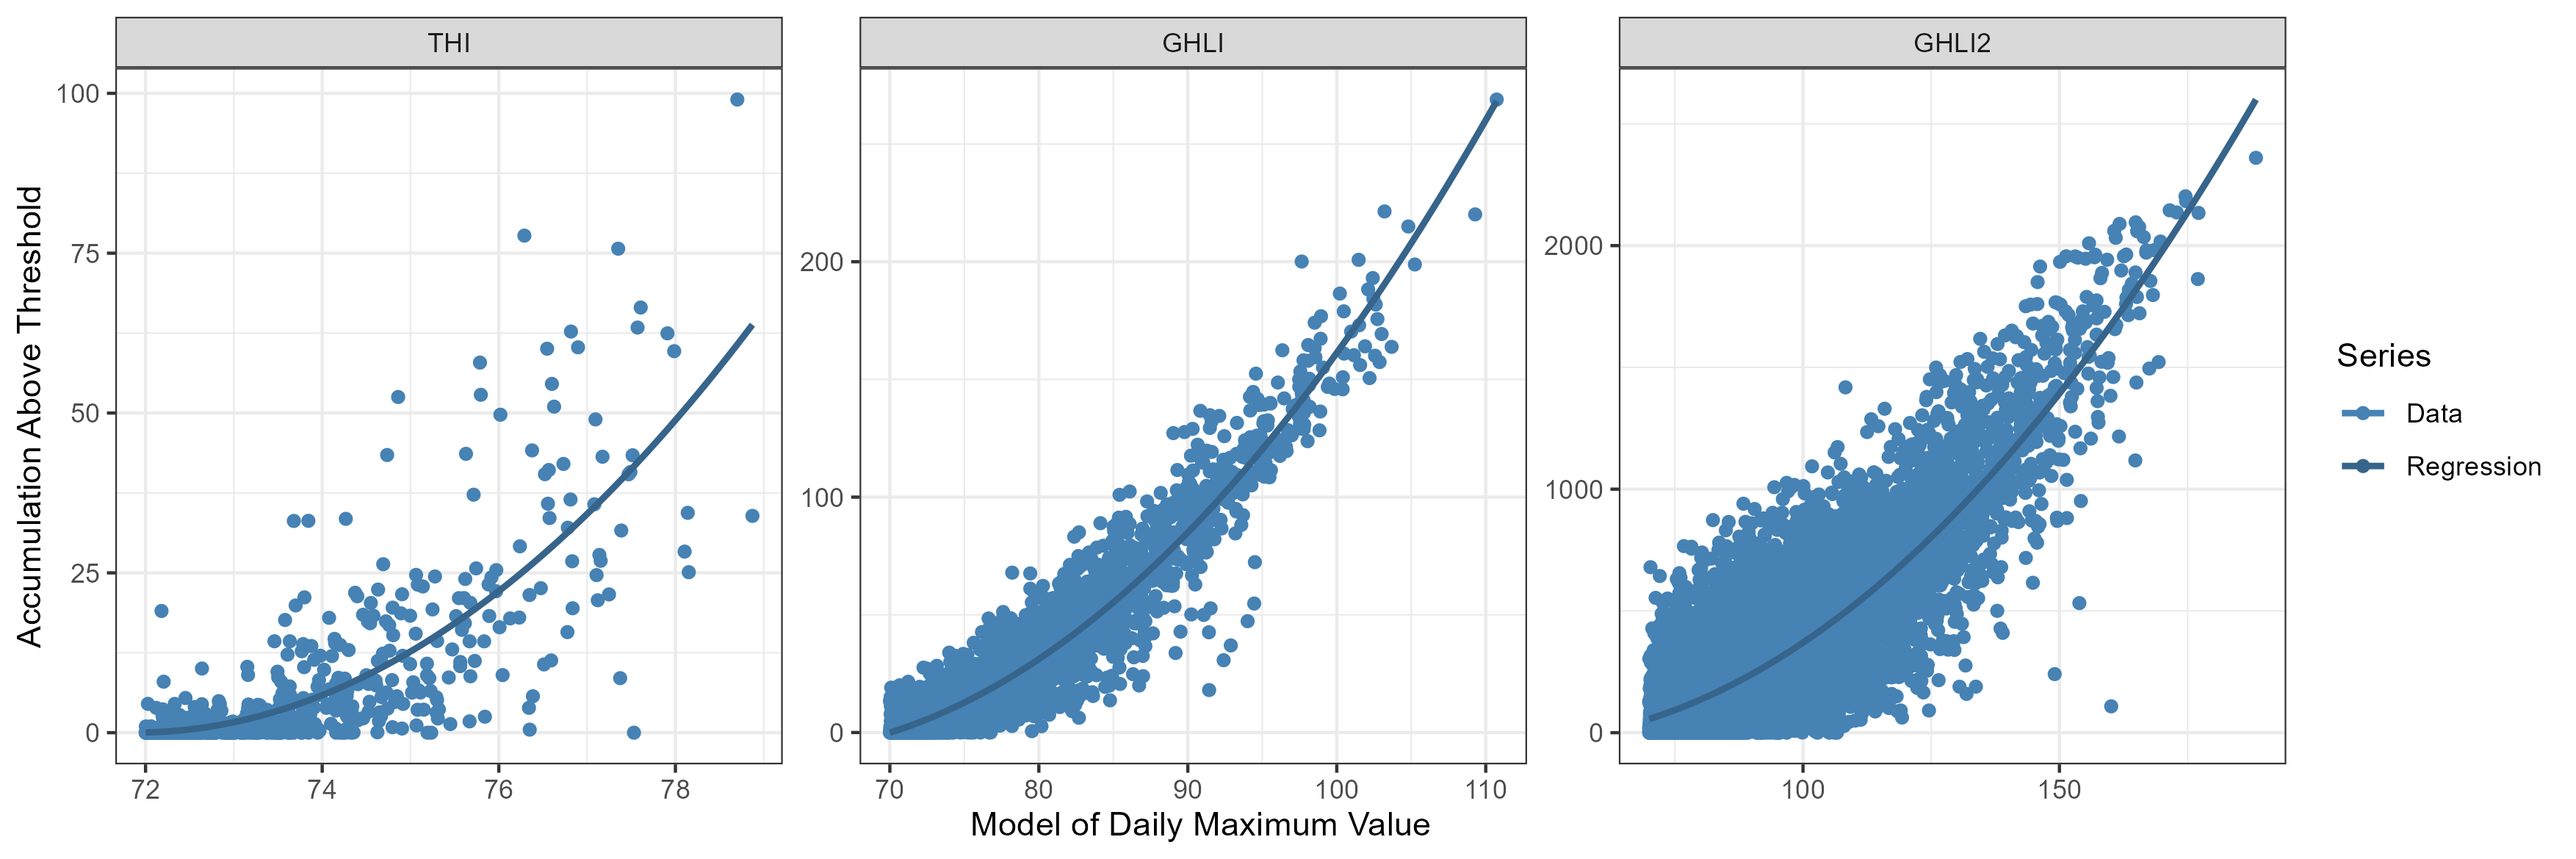 THI
GHLI
GHLI2
Accumulation Above Threshold
100
75
50
25
0
200
100
0
2000
1000
0
72 74 76 78
70 80 90 100 110
100 150
Model of Daily Maximum Value
Series
Data
Regression